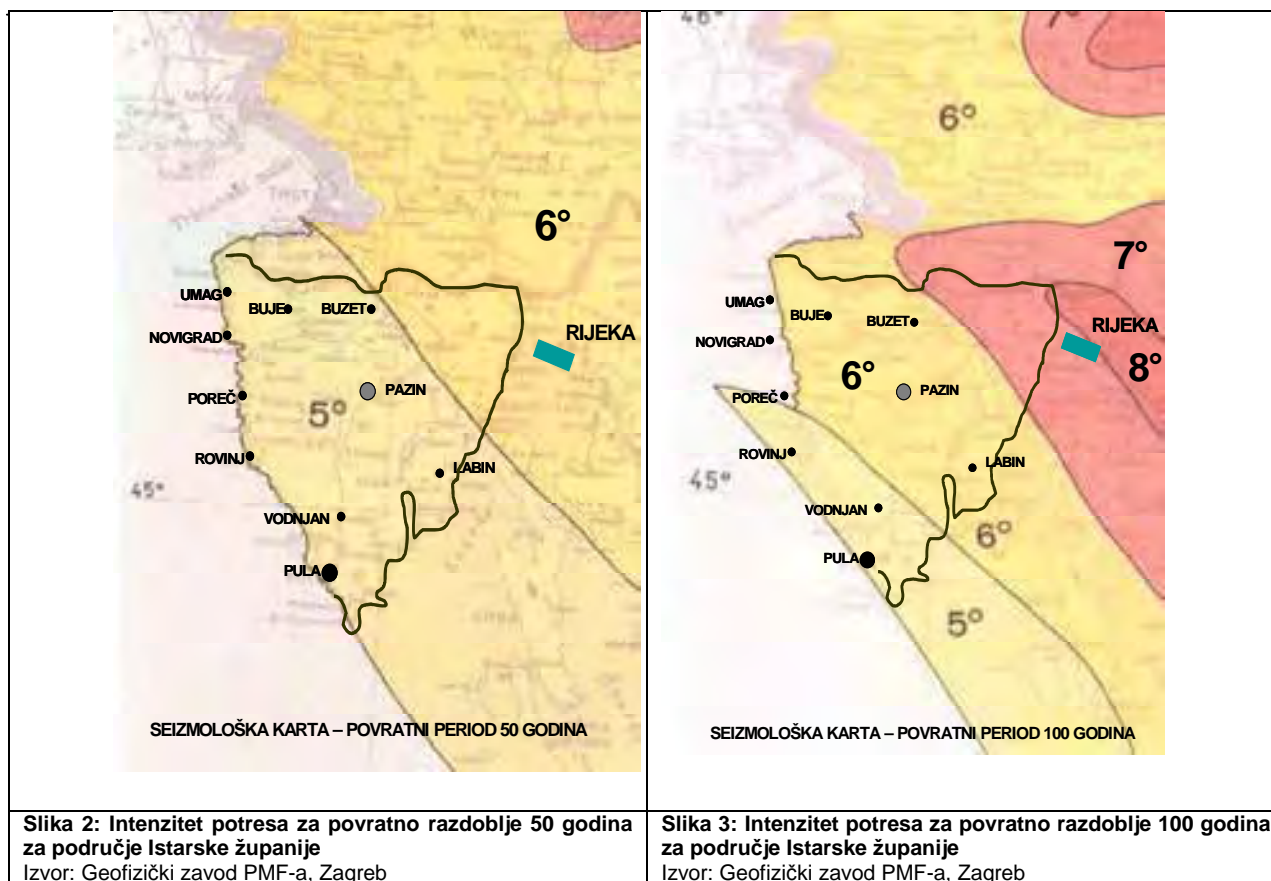 6°
UMAG
BUJE
BUZET
NOVIGRAD
RIJEKA
POREČ
PAZIN
5°
ROVINJ
LABIN
45°
VODNJAN
PULA
SEIZMOLOŠKA KARTA – POVRATNI PERIOD 50 GODINA
Slika 2: Intenzitet potresa za povratno razdoblje 50 godina
za područje Istarske županije
Izvor: Geofizički zavod PMF-a, Zagreb
6°
7°
UMAG
BUJE
BUZET
RIJEKA
NOVIGRAD
8°
6°
PAZIN
POREČ
ROVINJ
LABIN
45°
VODNJAN
6°
PULA
5°
SEIZMOLOŠKA KARTA – POVRATNI PERIOD 100 GODINA
Slika 3: Intenzitet potresa za povratno razdoblje 100 godina
za područje Istarske županije
Izvor: Geofizički zavod PMF-a, Zagreb